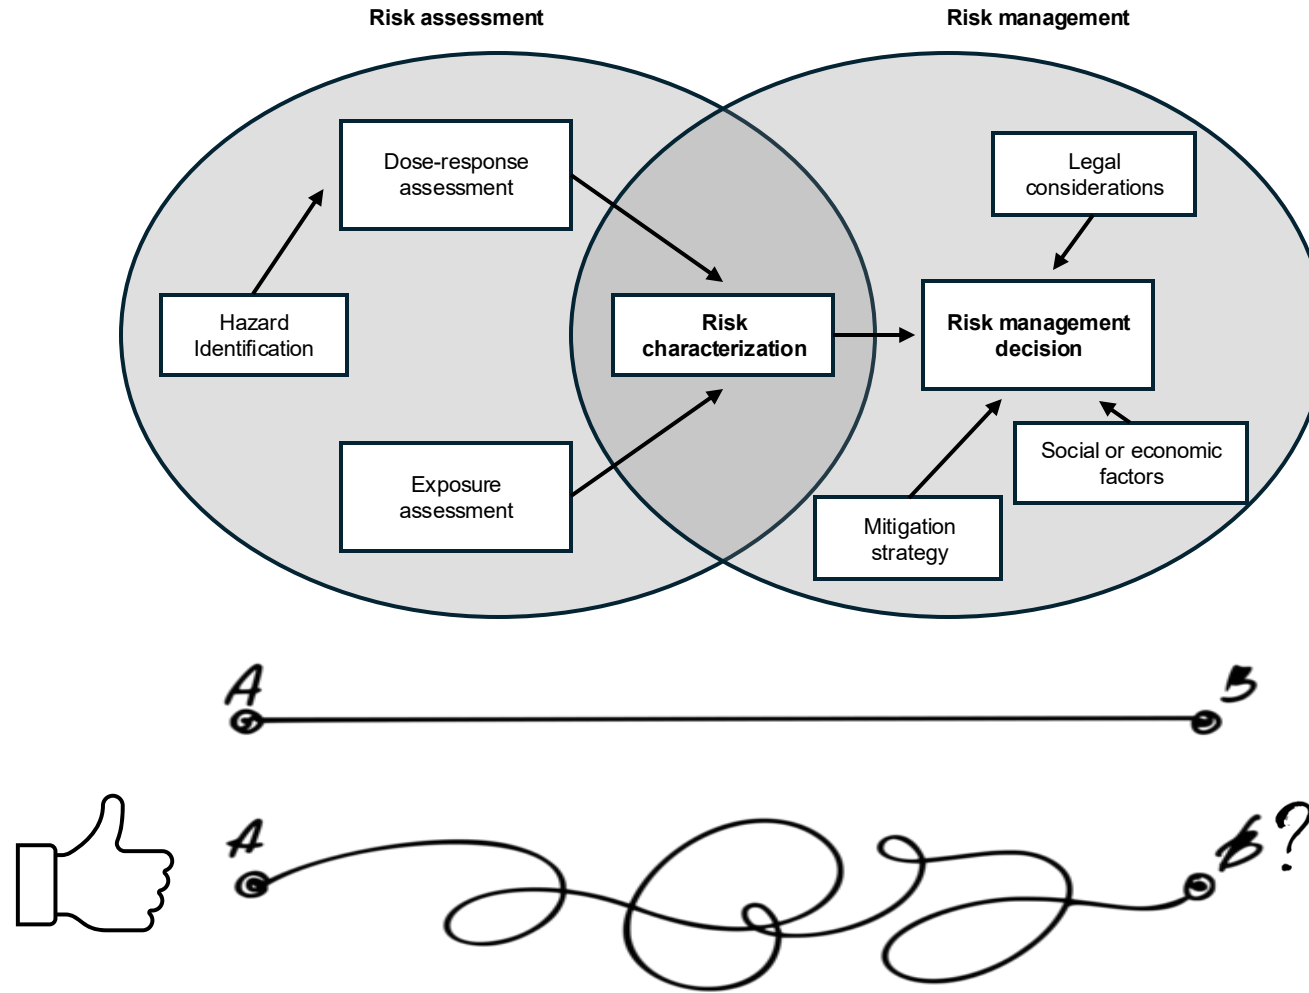 Risk assessment
Risk management
Dose-response
assessment
Legal
considerations
Hazard
Identification
Risk
characterization
Risk management
decision
Exposure
assessment
Social or economic
factors
Mitigation
strategy
A
B
A
B?